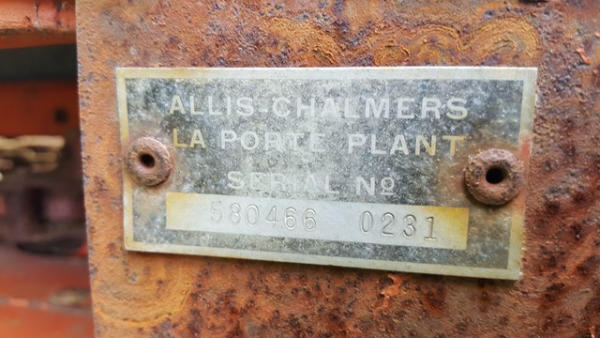 ALLIS-CHALMERS
LA PORTE PLANT
SERIAL Nº
580466 0231